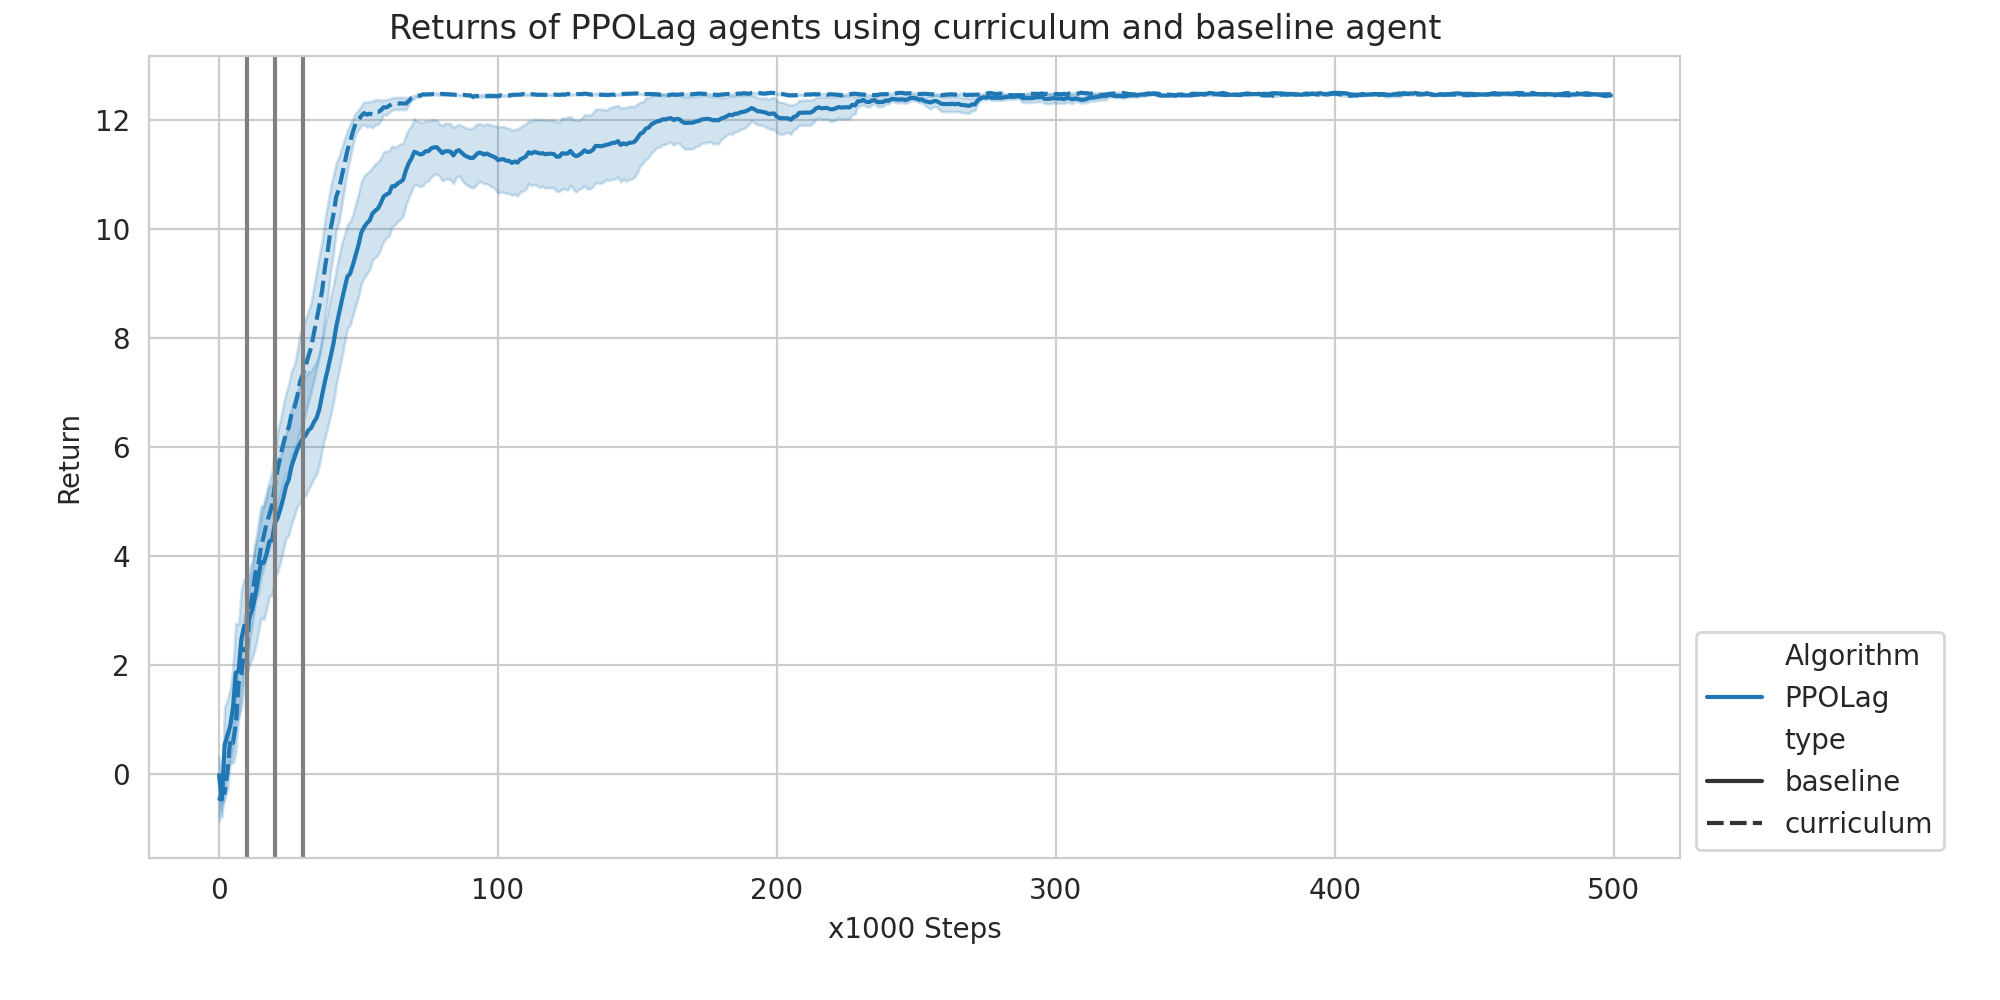 Returns of PPOLag agents using curriculum and baseline agent
12
10
8
6
4
2
0
Return
0 100 200 300 400 500
x1000 Steps
Algorithm
PPOLag
type
baseline
curriculum